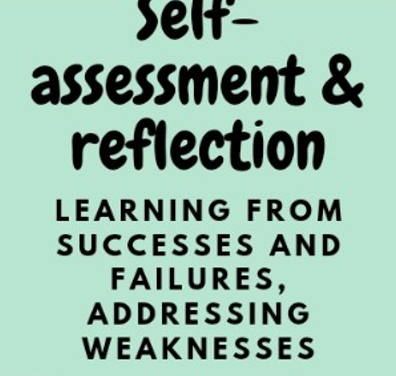 Self-
assessment &
reflection
LEARNING FROM
SUCCESSES AND
FAILURES,
ADDRESSING
WEAKNESSES